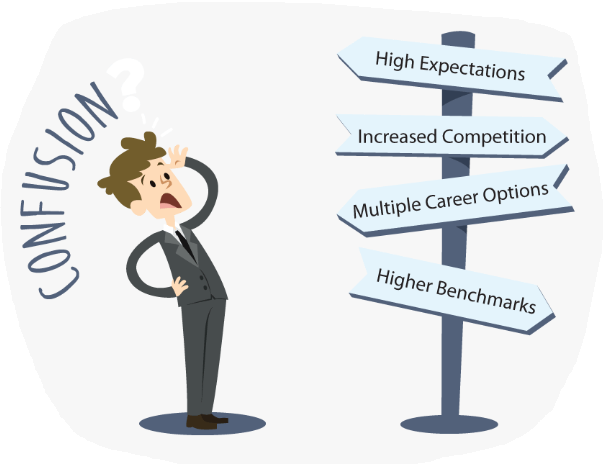 CONFUSION
?
High Expectations
Increased Competition
Multiple Career Options
Higher Benchmarks